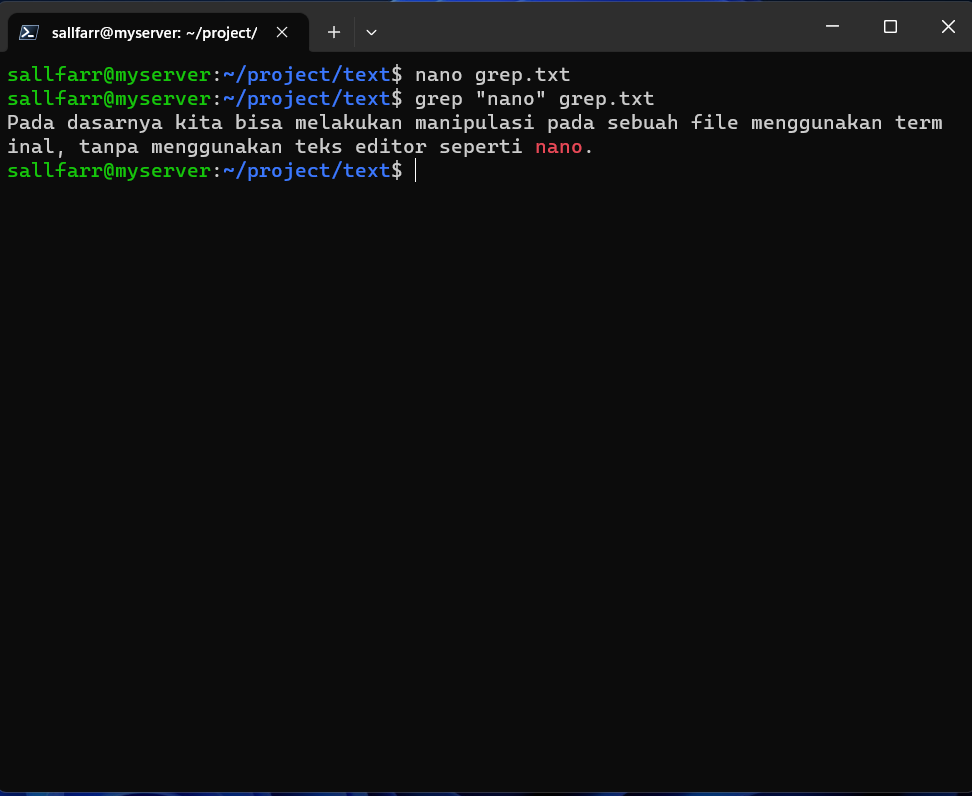 sallfarr@myserver: ~/project/
sallfarr@myserver:~/project/text$ nano grep.txt
sallfarr@myserver:~/project/text$ grep "nano" grep.txt
Pada dasarnya kita bisa melakukan manipulasi pada sebuah file menggunakan term
inal, tanpa menggunakan teks editor seperti nano.
sallfarr@myserver:~/project/text$